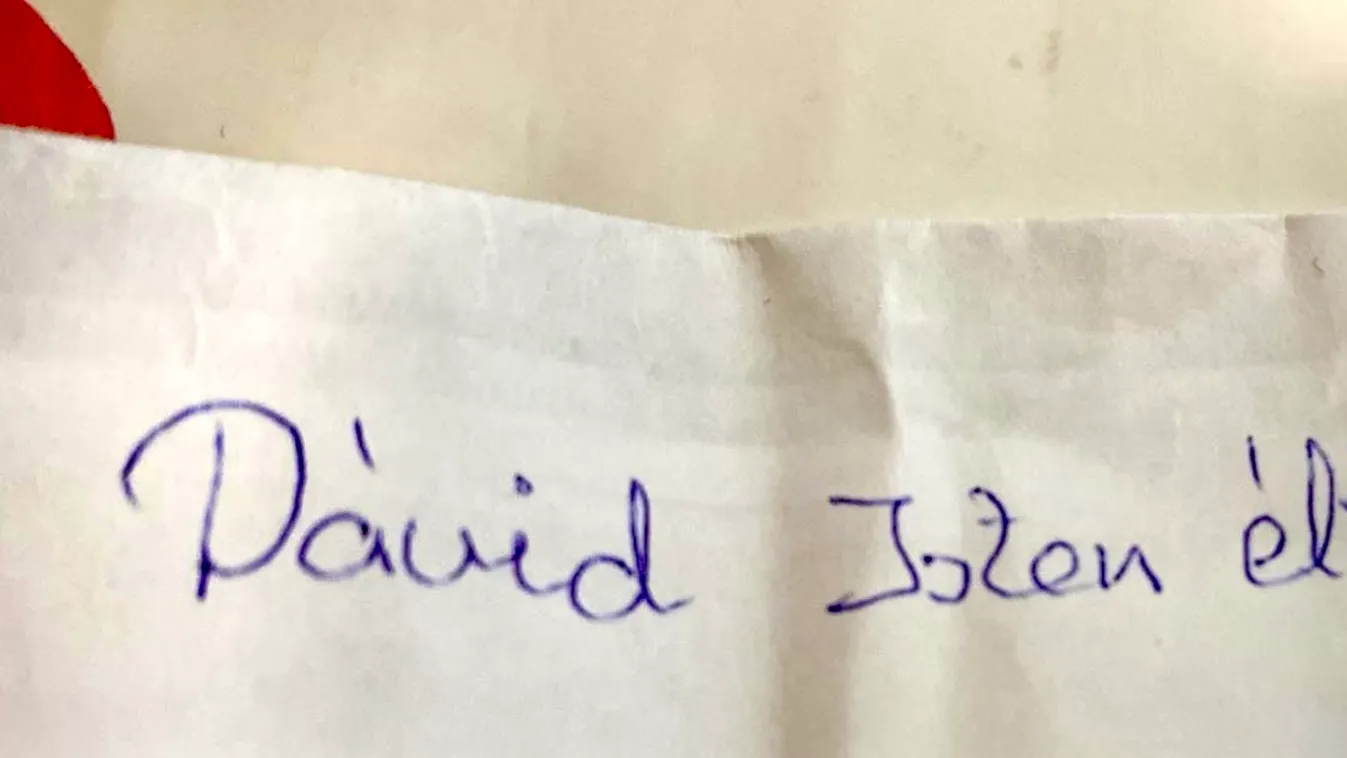 Dávid Isten él